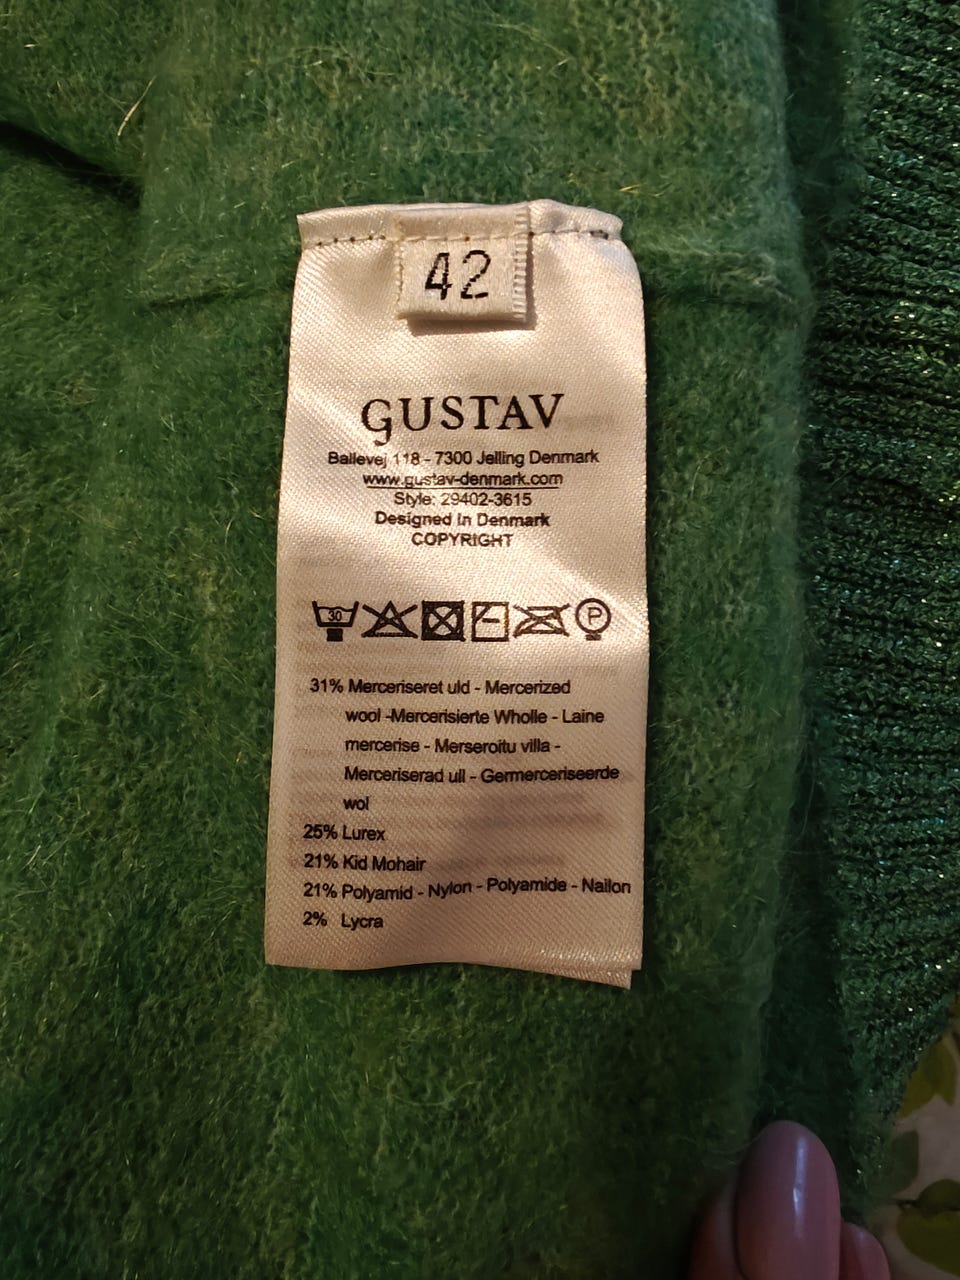 42
GUSTAV
Ballevej 118 - 7300 Jelling Denmark
www.gustav-denmark.com
Style: 29402-3615
Designed In Denmark
COPYRIGHT
30 P
31% Merceriseret uld - Mercerized
wool -Mercerisierte Wholle - Laine
mercerise - Merseroitu villa -
Merceriserad ull - Germerceriseerde
wol
25% Lurex
21% Kid Mohair
21% Polyamid - Nylon - Polyamide - Nailon
2% Lycra